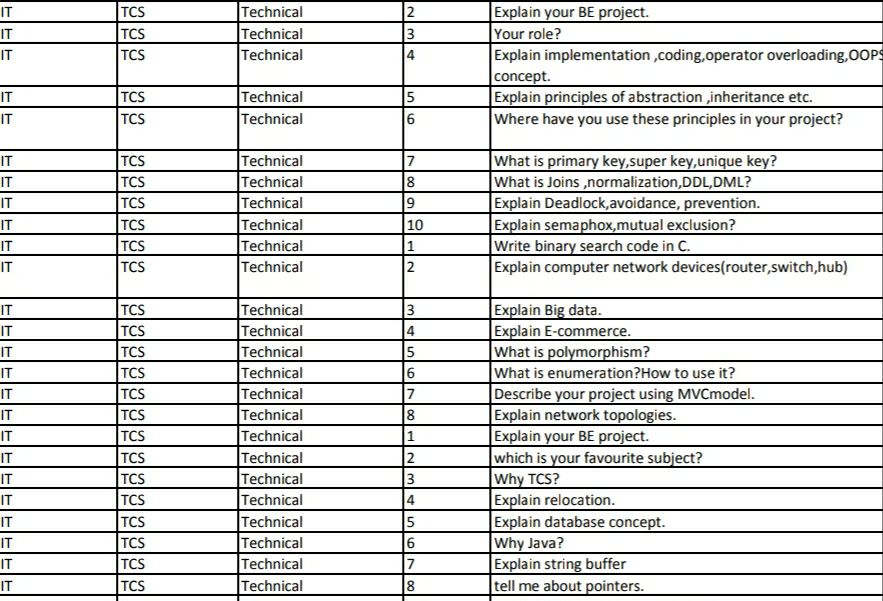 IT TCS Technical 2 Explain your BE project.
IT TCS Technical 3 Your role?
IT TCS Technical 4 Explain implementation ,coding,operator overloading,OOPS
concept.
IT TCS Technical 5 Explain principles of abstraction ,inheritance etc.
IT TCS Technical 6 Where have you use these principles in your project?
IT TCS Technical 7 What is primary key,super key,unique key?
IT TCS Technical 8 What is Joins ,normalization,DDL,DML?
IT TCS Technical 9 Explain Deadlock,avoidance, prevention.
IT TCS Technical 10 Explain semaphox,mutual exclusion?
IT TCS Technical 1 Write binary search code in C.
IT TCS Technical 2 Explain computer network devices(router,switch,hub)
IT TCS Technical 3 Explain Big data.
IT TCS Technical 4 Explain E-commerce.
IT TCS Technical 5 What is polymorphism?
IT TCS Technical 6 What is enumeration?How to use it?
IT TCS Technical 7 Describe your project using MVCmodel.
IT TCS Technical 8 Explain network topologies.
IT TCS Technical 1 Explain your BE project.
IT TCS Technical 2 which is your favourite subject?
IT TCS Technical 3 Why TCS?
IT TCS Technical 4 Explain relocation.
IT TCS Technical 5 Explain database concept.
IT TCS Technical 6 Why Java?
IT TCS Technical 7 Explain string buffer
IT TCS Technical 8 tell me about pointers.